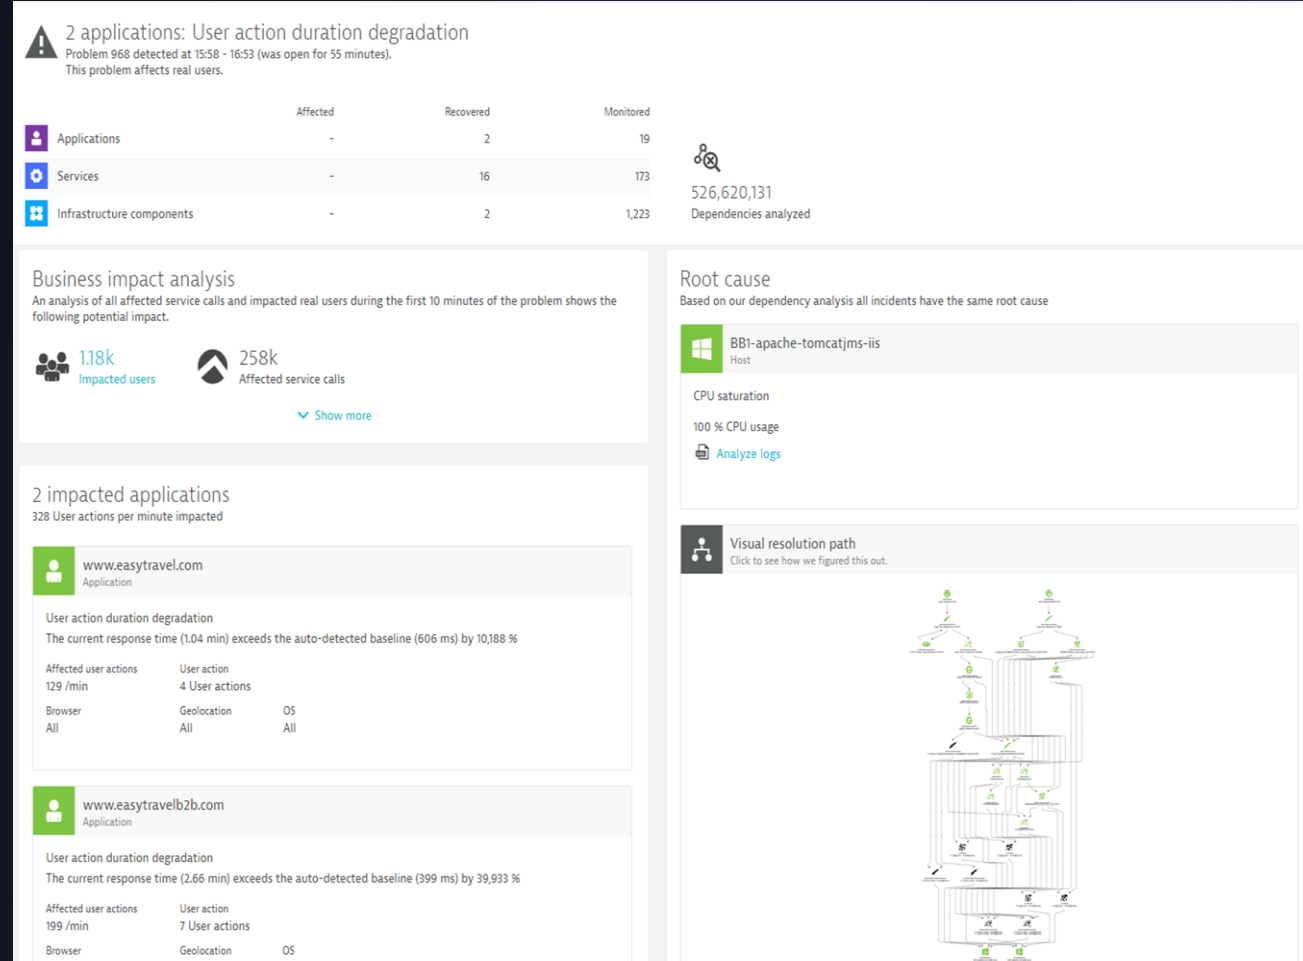 2 applications: User action duration degradation
Problem 968 detected at 15:58 - 16:53 (was open for 55 minutes).
This problem affects real users.
Affected Recovered Monitored
Applications - 2 19
Services - 16 173
Infrastructure components - 2 1,223
526,620,131
Dependencies analyzed
Business impact analysis
An analysis of all affected service calls and impacted real users during the first 10 minutes of the problem shows the
following potential impact.
1.18k
Impacted users
258k
Affected service calls
Show more
2 impacted applications
328 User actions per minute impacted
www.easytravel.com
Application
User action duration degradation
The current response time (1.04 min) exceeds the auto-detected baseline (606 ms) by 10,188 %
Affected user actions User action
129 /min 4 User actions
Browser Geolocation OS
All All All
www.easytravelb2b.com
Application
User action duration degradation
The current response time (2.66 min) exceeds the auto-detected baseline (399 ms) by 39,933 %
Affected user actions User action
199 /min 7 User actions
Browser Geolocation OS
Root cause
Based on our dependency analysis all incidents have the same root cause
BB1-apache-tomcatjms-iis
Host
CPU saturation
100 % CPU usage
Analyze logs
Visual resolution path
Click to see how we figured this out.